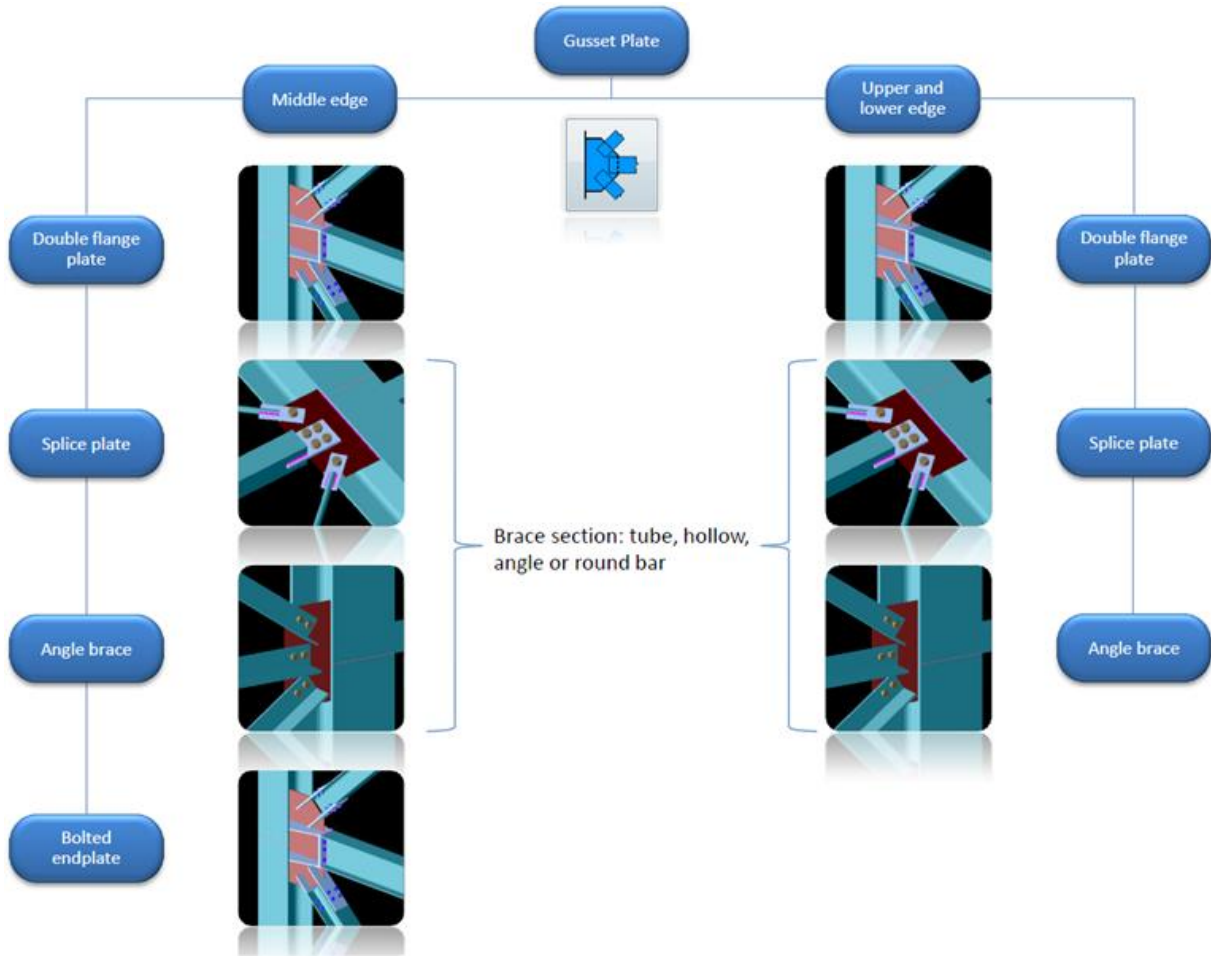 Gusset Plate
Middle edge
Upper and
lower edge
Double flange
plate
Double flange
plate
Splice plate
Splice plate
Brace section: tube, hollow,
angle or round bar
Angle brace
Angle brace
Bolted
endplate